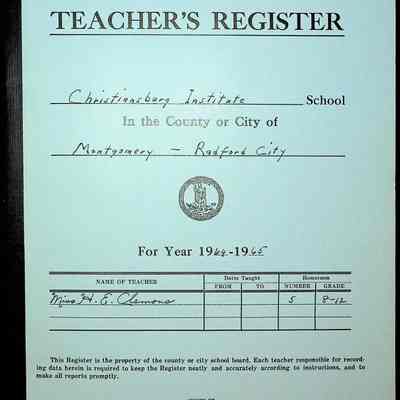 TEACHER'S REGISTER
Christiansburg Institute School
In the County or City of
Montgomery — Radford City
For Year 1964-1965
NAME OF TEACHER Dates Taught Homeroom
FROM TO NUMBER GRADE
Miss H. E. Clemons 5 8-12
This Register is the property of the county or city school board. Each teacher responsible for record-
ing data herein is required to keep the Register neatly and accurately according to instructions, and to
make all reports promptly.